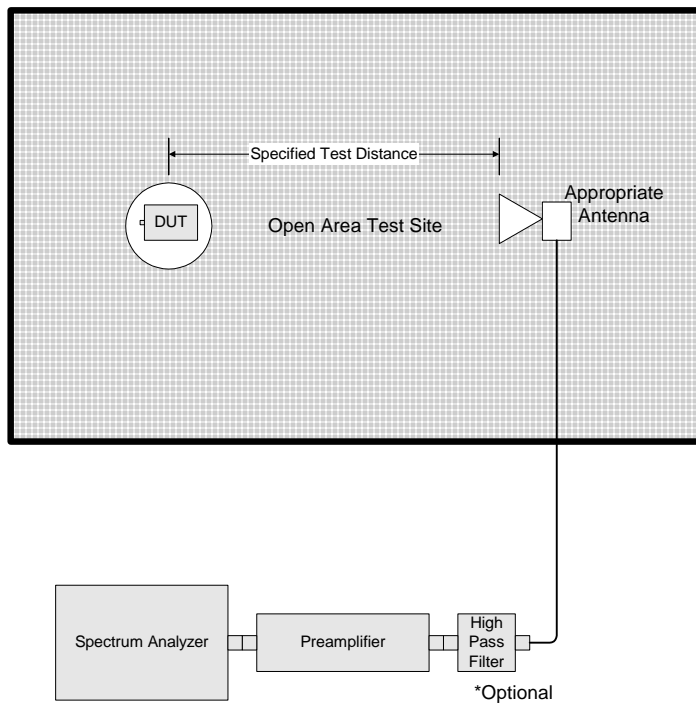 Specified Test Distance
Appropriate
Antenna
DUT
Open Area Test Site
Spectrum Analyzer
Preamplifier
High
Pass
Filter
*Optional